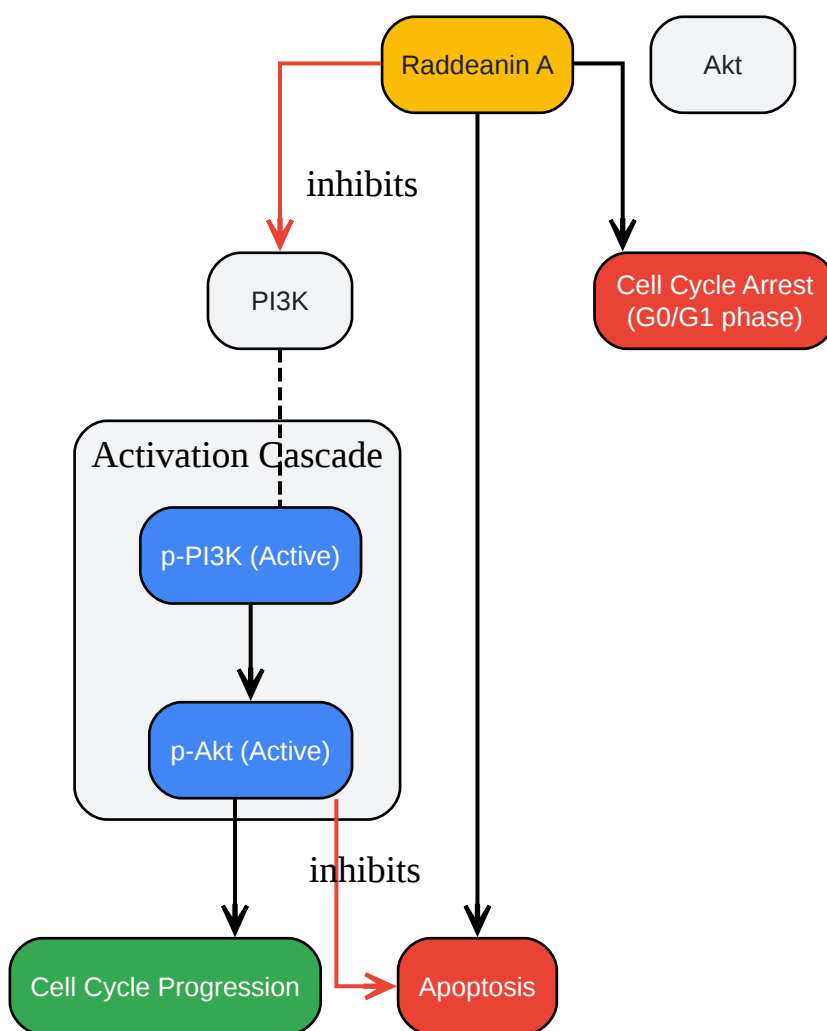 Raddeanin A
Akt
inhibits
PI3K
Cell Cycle Arrest
(G0/G1 phase)
Activation Cascade
p-PI3K (Active)
p-Akt (Active)
inhibits
Cell Cycle Progression
Apoptosis